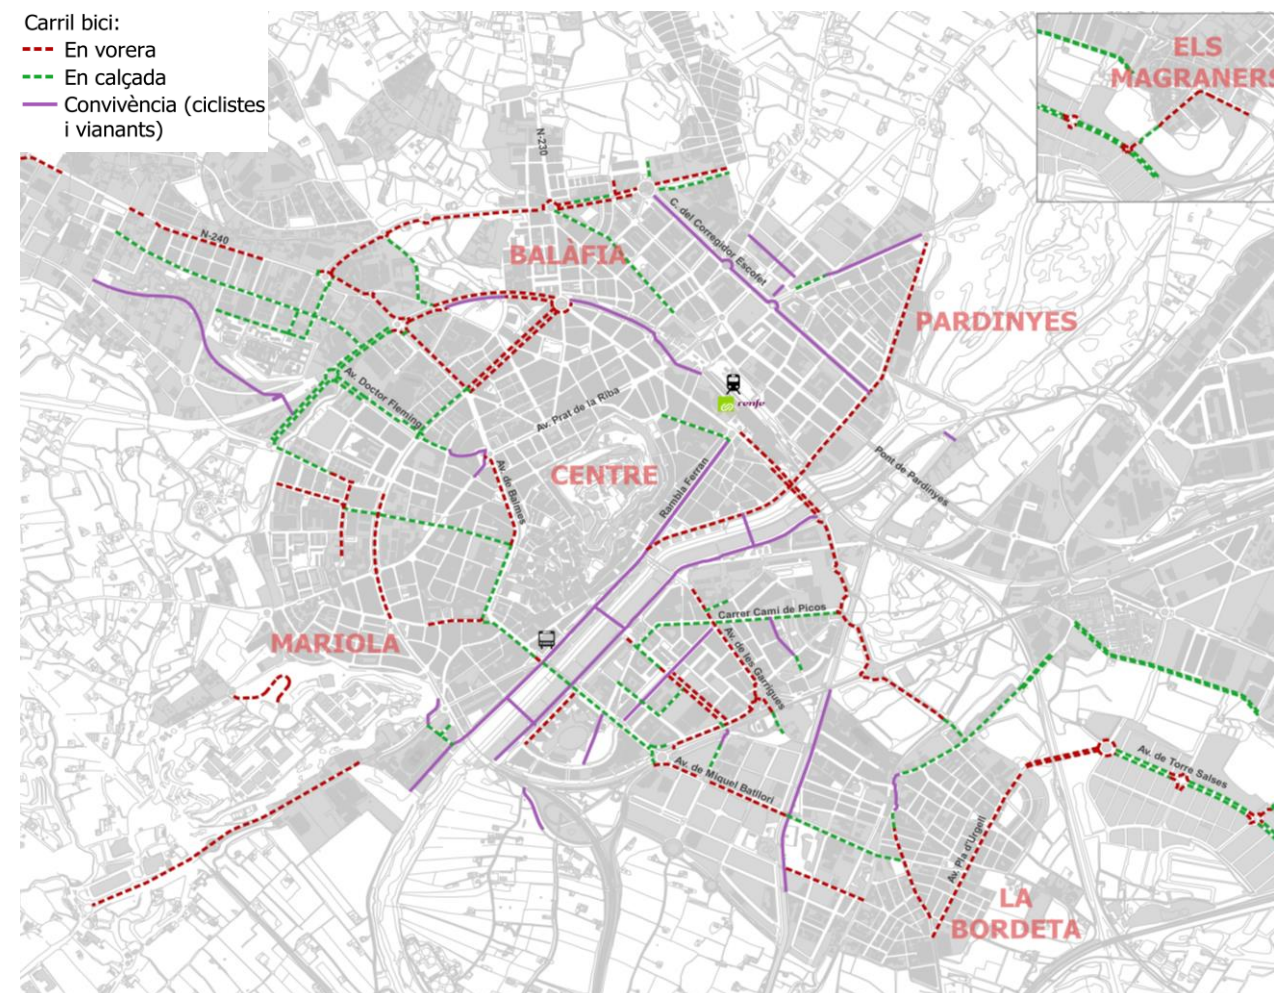 Carril bici:
En vorera
En calçada
Convivència (ciclistes
i vianants)
ELS
MAGRANERS
N-230
C. del Corregidor Escofet
N-240
BALÀFIA
PARDINYES
Av. Doctor Fleming
Av. Prat de la Riba
renfe
CENTRE
Rambla Ferran
Pont de Pardinyes
Av. de Balmes
Carrer Camí de Picos
MARIOLA
Av. de les Garrigues
Av. de Miquel Batllori
Av. de Torre Salses
Av. Pla d'Urgell
LA
BORDETA